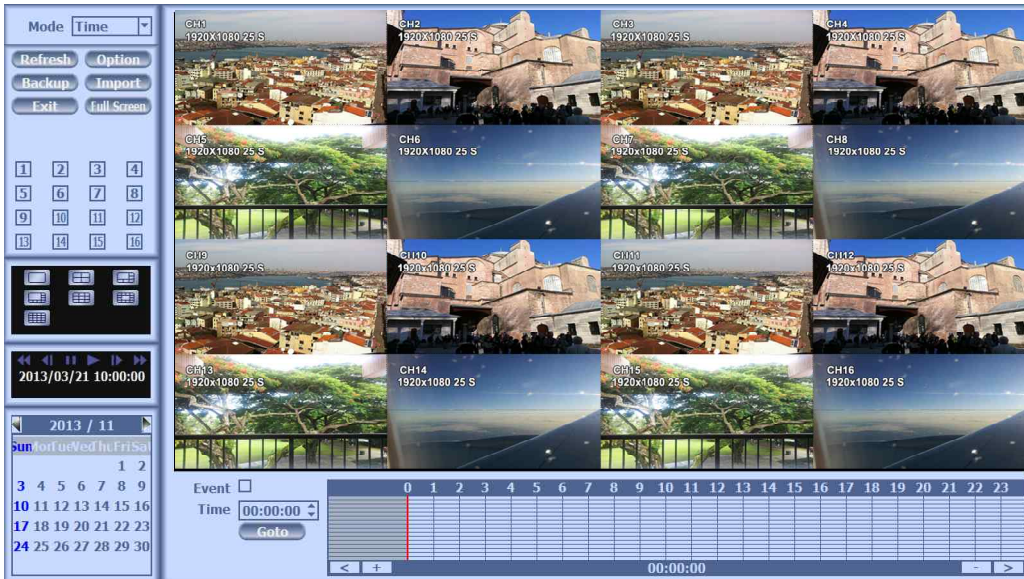 Mode Time
Refresh Option
Backup Import
Exit Full Screen
1 2 3 4
5 6 7 8
9 10 11 12
13 14 15 16
2013/03/21 10:00:00
2013 / 11
Sun Mon Tue Wed Thu Fri Sat
1 2
3 4 5 6 7 8 9
10 11 12 13 14 15 16
17 18 19 20 21 22 23
24 25 26 27 28 29 30
CH1 CH2 CH3 CH4
1920X1080 25 S 1920X1080 25 S 1920X1080 25 S 1920X1080 25 S
CH5 CH6 CH7 CH8
1920X1080 25 S 1920X1080 25 S 1920x1080 25 S 1920x1080 25 S
CH9 CH10 CH11 CH12
1920x1080 25 S 1920x1080 25 S 1920x1080 25 S 1920x1080 25 S
CH13 CH14 CH15 CH16
1920x1080 25 S 1920x1080 25 S 1920x1080 25 S 1920x1080 25 S
Event
Time 00:00:00
Goto
0 1 2 3 4 5 6 7 8 9 10 11 12 13 14 15 16 17 18 19 20 21 22 23
< + 00:00:00 - >